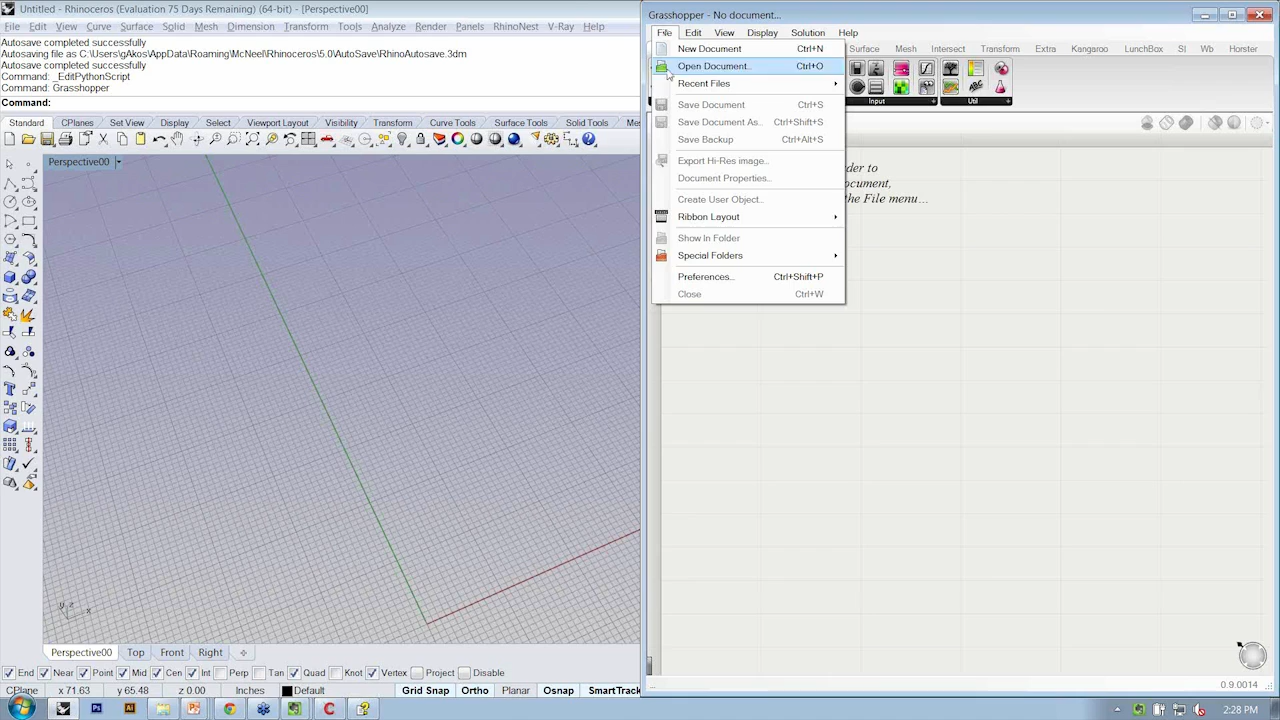 Untitled - Rhinoceros (Evaluation 75 Days Remaining) (64-bit) - [Perspective00]
File Edit View Curve Surface Solid Mesh Dimension Transform Tools Analyze Render Panels RhinoNest V-Ray Help
Autosave completed successfully
Autosaving file as C:\Users\gAkos\AppData\Roaming\McNeel\Rhinoceros\5.0\AutoSave\RhinoAutosave.3dm
Autosave completed successfully
Command: _EditPythonScript
Command: Grasshopper
Command:
Standard CPlanes Set View Display Select Viewport Layout Visibility Transform Curve Tools Surface Tools Solid Tools Mes
Perspective00
y z x
Perspective00 Top Front Right
End Near Point Mid Cen Int Perp Tan Quad Knot Vertex Project Disable
CPlane x 71.63 y 65.48 z 0.00 Inches Default Grid Snap Ortho Planar Osnap SmartTrack
Grasshopper - No document...
File Edit View Display Solution Help
Surface Mesh Intersect Transform Extra Kangaroo LunchBox SI Wb Horster
New Document Ctrl+N
Open Document... Ctrl+O
Recent Files
Save Document Ctrl+S
Save Document As... Ctrl+Shift+S
Save Backup Ctrl+Alt+S
Export Hi-Res image...
Document Properties...
Create User Object...
Ribbon Layout
Show In Folder
Special Folders
Preferences... Ctrl+Shift+P
Close Ctrl+W
Input Util
der to
ocument,
the File menu…
0.9.0014
2:28 PM